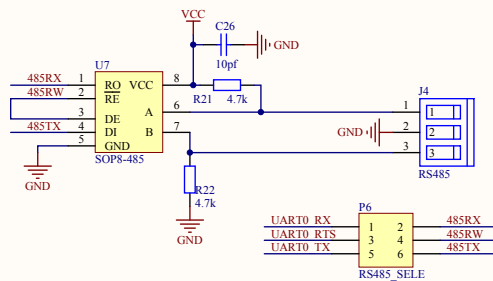 VCC
C26
GND
10pf
U7
485RX 1 RO VCC 8
485RW 2 RE
R21 4.7k
J4
3 DE A 6
485TX 4 DI B 7
5 GND
SOP8-485
GND
1 1
GND 2 2
3 3
RS485
R22
4.7k
GND
P6
UART0_RX 1 2 485RX
UART0_RTS 3 4 485RW
UART0_TX 5 6 485TX
RS485_SELE